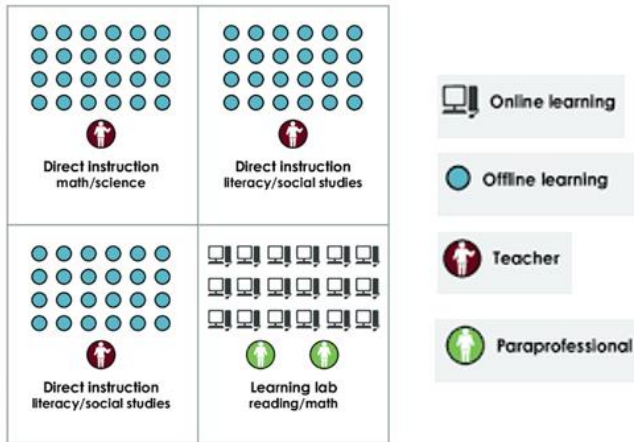 Direct instruction
math/science
Direct instruction
literacy/social studies
Direct instruction
literacy/social studies
Learning lab
reading/math
Online learning
Offline learning
Teacher
Paraprofessional